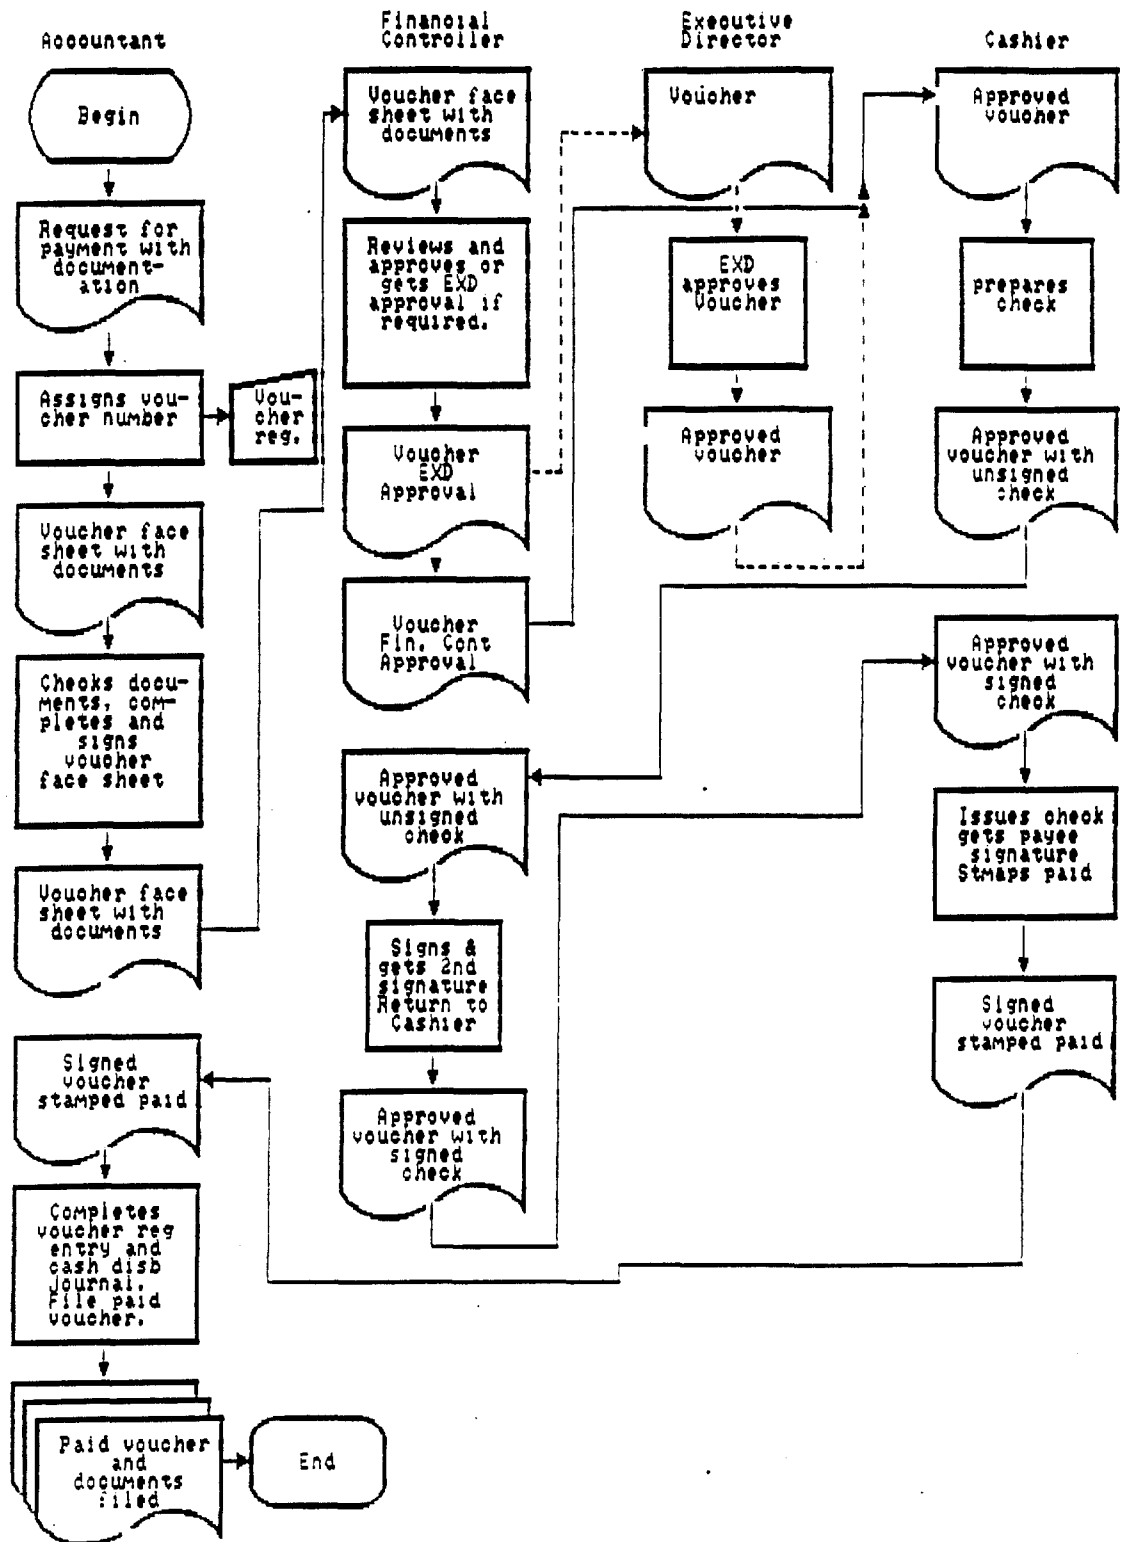 Accountant
Financial
Controller
Executive
Director
Cashier
Begin
Request for
payment with
document-
ation
Assigns vou-
cher number
Vou-
cher
reg.
Voucher face
sheet with
documents
Checks docu-
ments, com-
pletes and
signs
voucher
face sheet
Voucher face
sheet with
documents
Signed
voucher
stamped paid
Completes
voucher reg
entry and
cash disb
journal.
File paid
voucher.
Paid voucher
and
documents
filed
End
Voucher face
sheet with
documents
Reviews and
approves or
gets EXD
approval if
required.
Voucher
EXD
Approval
Voucher
Fin. Cont
Approval
Approved
voucher with
unsigned
check
Signs &
gets 2nd
signature
Return to
Cashier
Approved
voucher with
signed
check
Voucher
EXD
approves
Voucher
Approved
voucher
Approved
voucher
prepares
check
Approved
voucher with
unsigned
check
Approved
voucher with
signed
check
Issues check
gets payee
signature
Stmaps paid
Signed
voucher
stamped paid